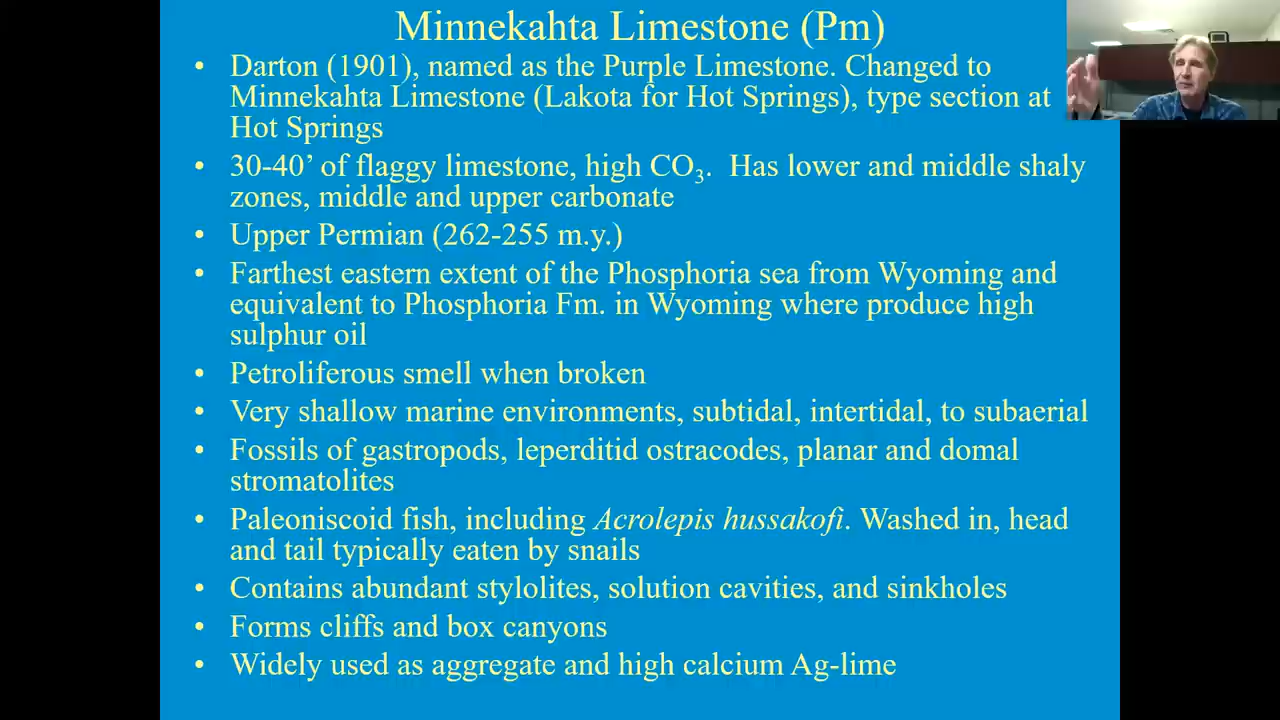 Minnekahta Limestone (Pm)
• Darton (1901), named as the Purple Limestone. Changed to
Minnekahta Limestone (Lakota for Hot Springs), type section at
Hot Springs
• 30-40’ of flaggy limestone, high CO₃. Has lower and middle shaly
zones, middle and upper carbonate
• Upper Permian (262-255 m.y.)
• Farthest eastern extent of the Phosphoria sea from Wyoming and
equivalent to Phosphoria Fm. in Wyoming where produce high
sulphur oil
• Petroliferous smell when broken
• Very shallow marine environments, subtidal, intertidal, to subaerial
• Fossils of gastropods, leperditid ostracodes, planar and domal
stromatolites
• Paleoniscoid fish, including Acrolepis hussakofi. Washed in, head
and tail typically eaten by snails
• Contains abundant stylolites, solution cavities, and sinkholes
• Forms cliffs and box canyons
• Widely used as aggregate and high calcium Ag-lime